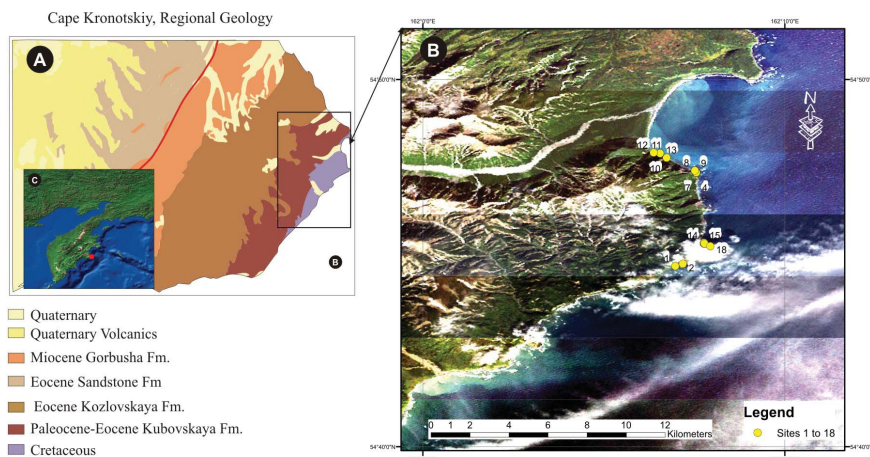 Cape Kronotskiy, Regional Geology
A
C
B
Quaternary
Quaternary Volcanics
Miocene Gorbusha Fm.
Eocene Sandstone Fm
Eocene Kozlovskaya Fm.
Paleocene-Eocene Kubovskaya Fm.
Cretaceous
162°0'0"E 162°10'0"E
B
54°50'0"N 54°50'0"N
N
12 11 13
10
8 9
7 4
14 15
18
1 2
0 1 2 4 6 8 10 12
Kilometers
Legend
Sites 1 to 18
54°40'0"N 54°40'0"N